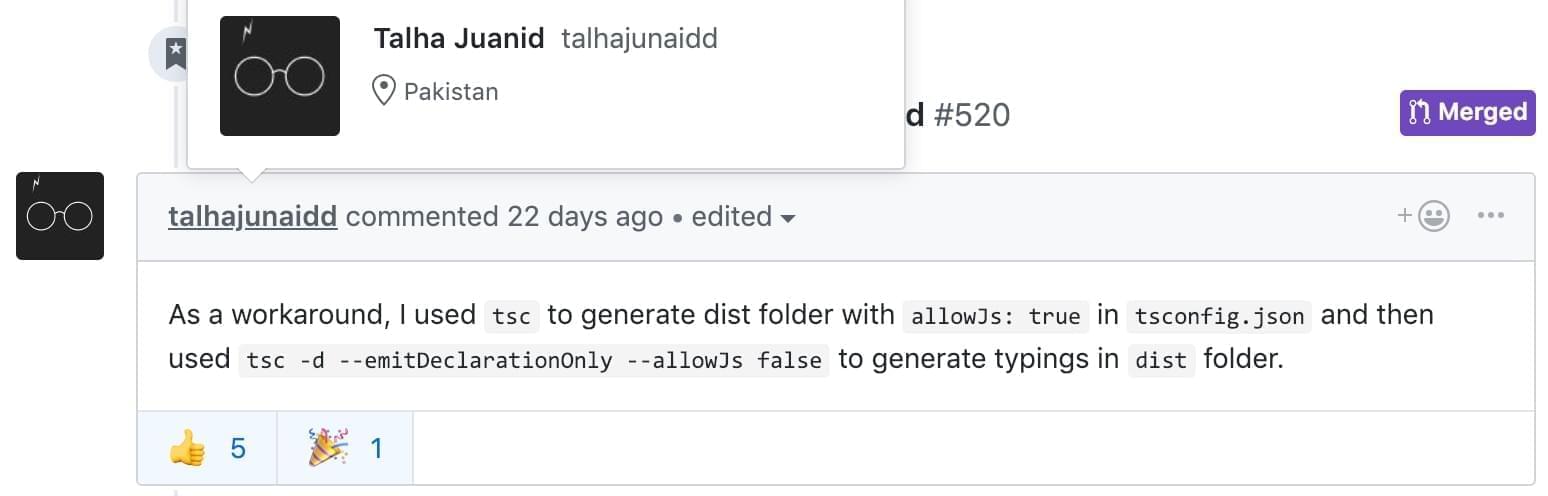 Talha Juanid talhajunaidd
Pakistan
d #520
Merged
talhajunaidd commented 22 days ago • edited
As a workaround, I used tsc to generate dist folder with allowJs: true in tsconfig.json and then
used tsc -d --emitDeclarationOnly --allowJs false to generate typings in dist folder.
5 1